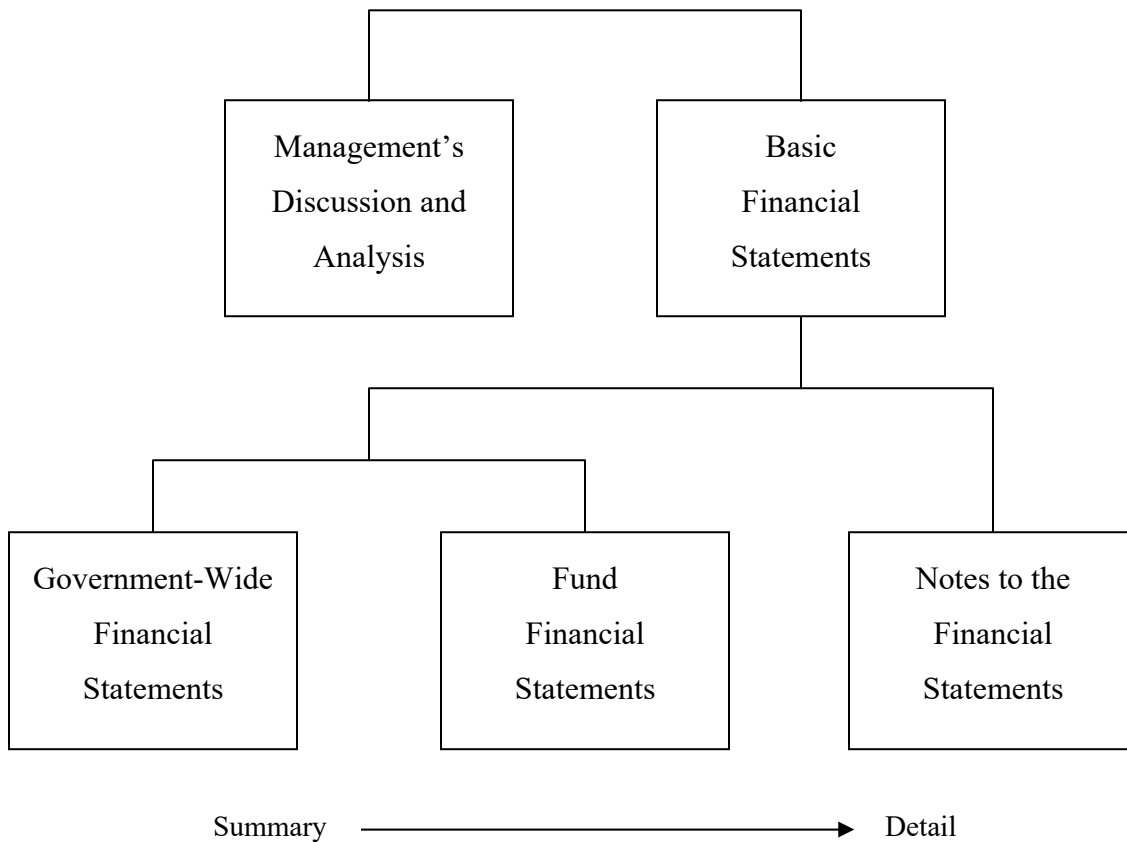 Management’s
Discussion and
Analysis
Basic
Financial
Statements
Government-Wide
Financial
Statements
Fund
Financial
Statements
Notes to the
Financial
Statements
Summary
Detail